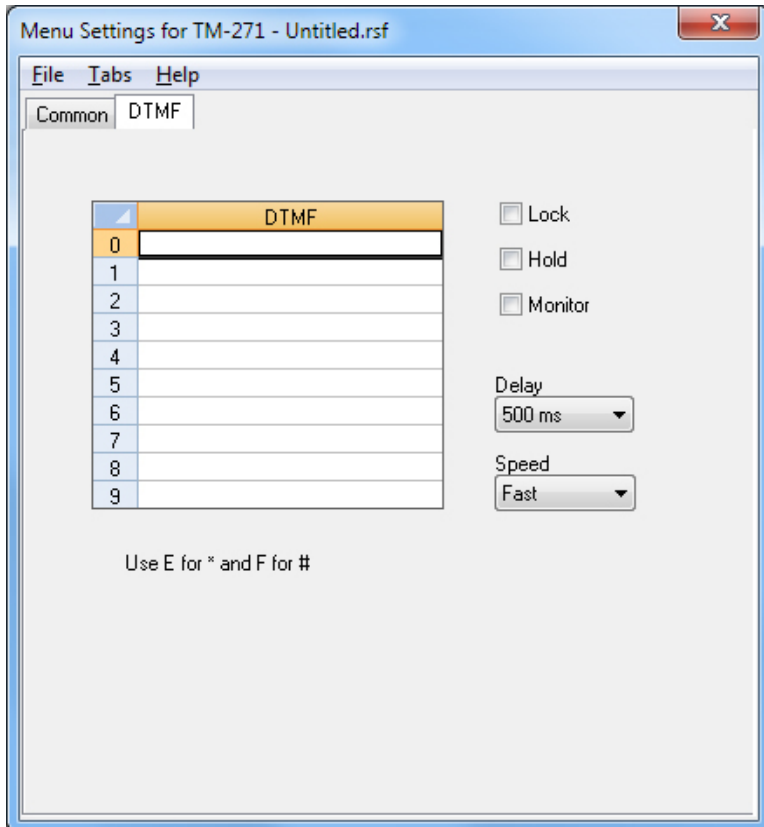 Menu Settings for TM-271 - Untitled.rsf
File Tabs Help
Common DTMF
DTMF
0
1
2
3
4
5
6
7
8
9
Lock
Hold
Monitor
Delay
500 ms
Speed
Fast
Use E for * and F for #